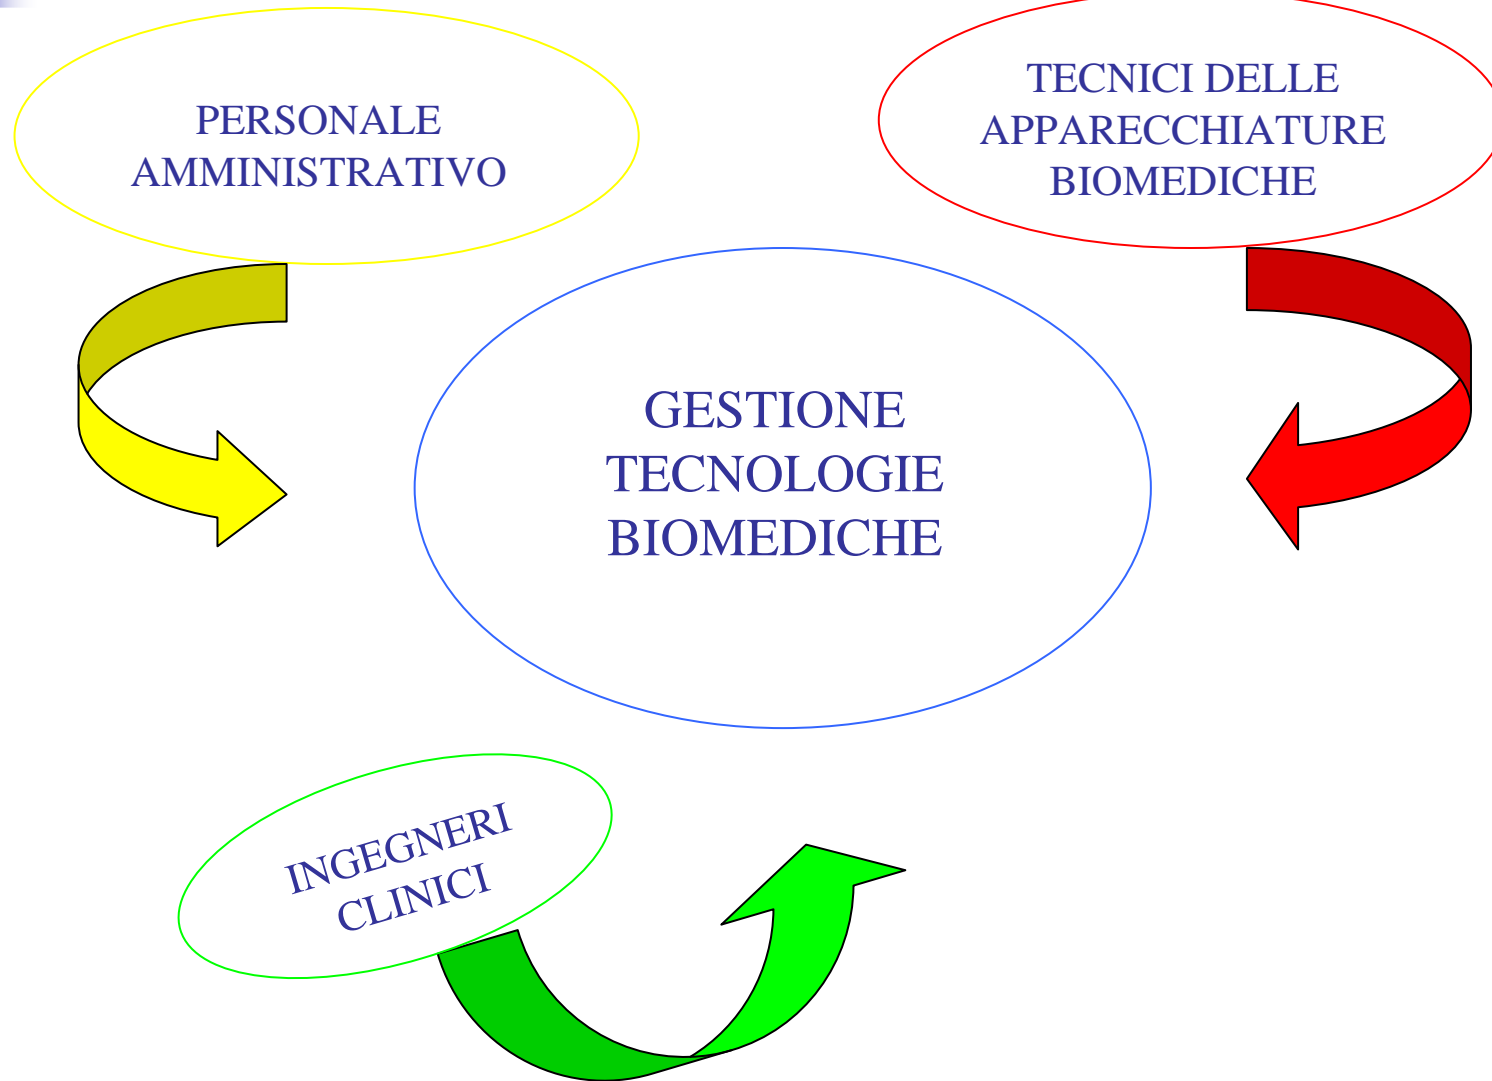 PERSONALE
AMMINISTRATIVO
TECNICI DELLE
APPARECCHIATURE
BIOMEDICHE
GESTIONE
TECNOLOGIE
BIOMEDICHE
INGEGNERI
CLINICI